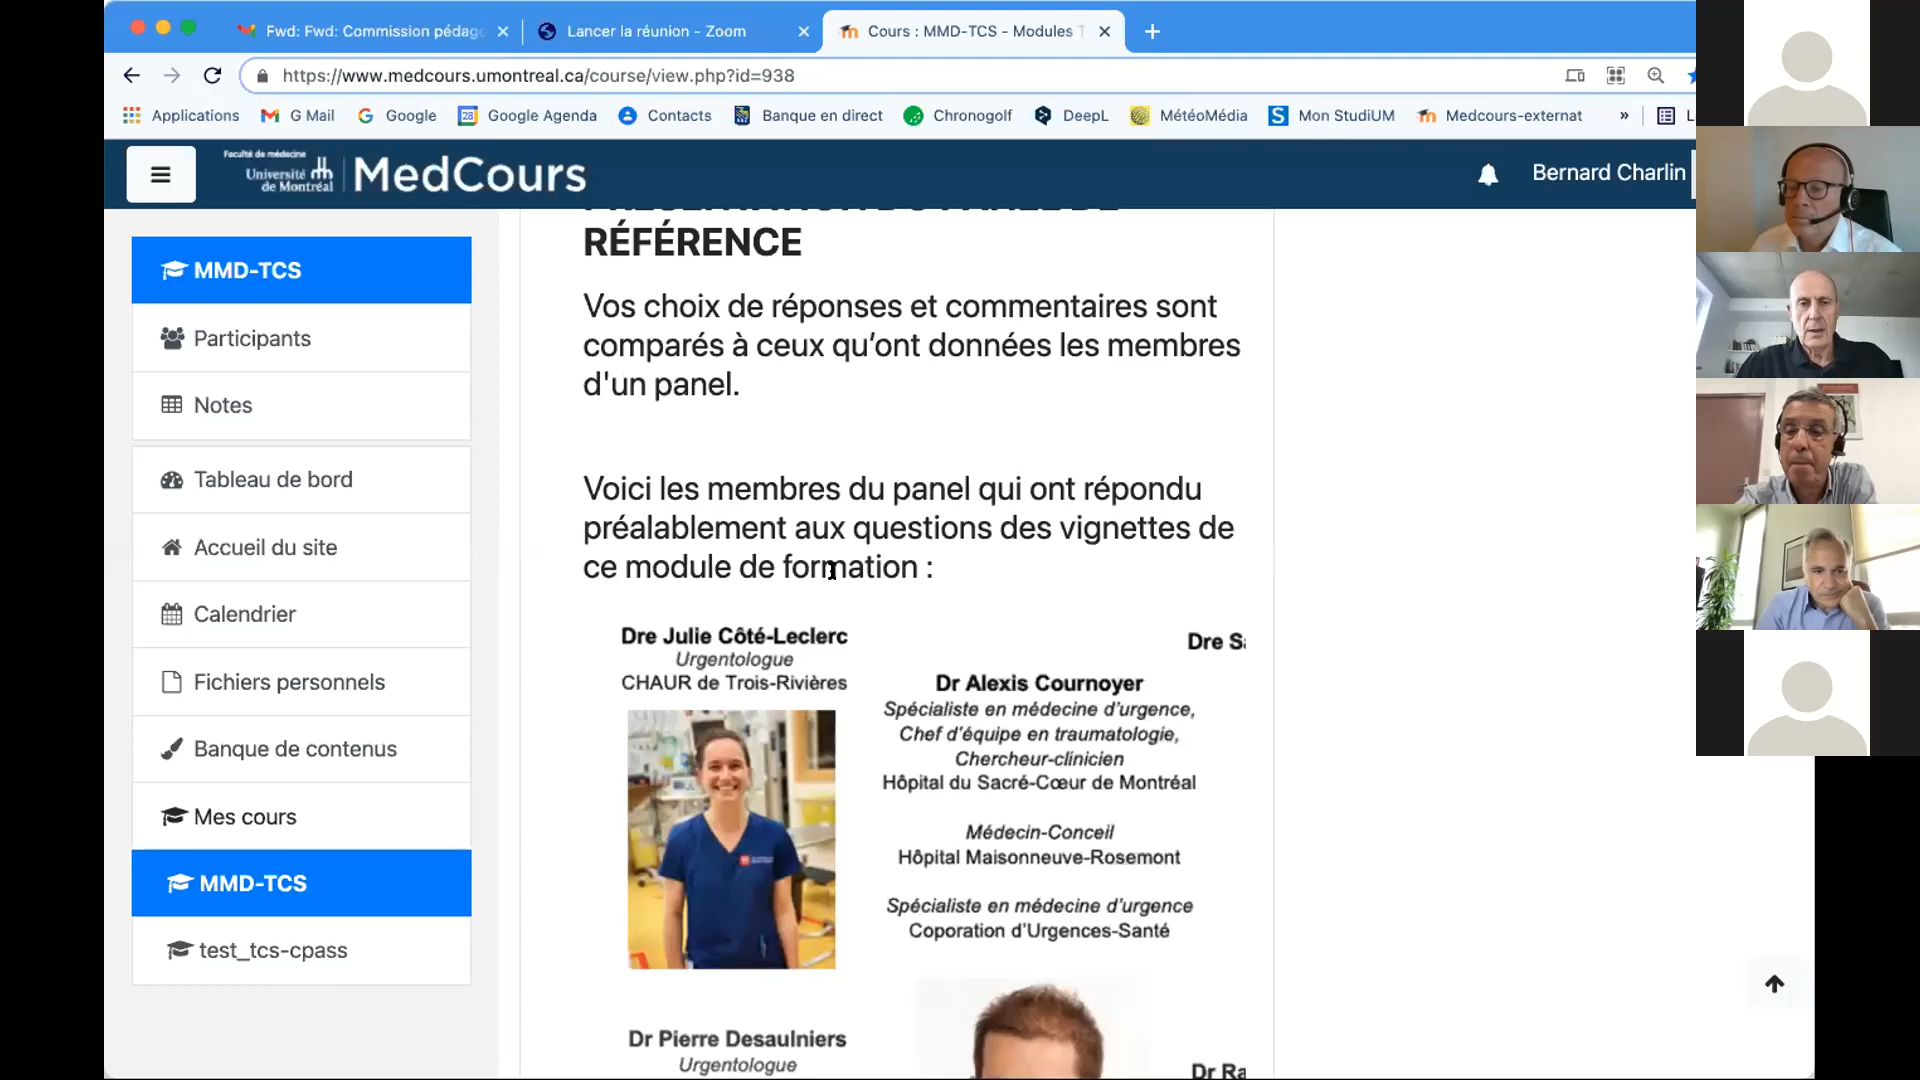 Fwd: Fwd: Commission pédag
Lancer la réunion - Zoom
Cours : MMD-TCS - Modules T
https://www.medcours.umontreal.ca/course/view.php?id=938
Applications
G Mail
Google
Google Agenda
Contacts
Banque en direct
Chronogolf
DeepL
MétéoMédia
Mon StudiUM
Medcours-externat
»
L
Faculté de médecine
Université
de Montréal
MedCours
Bernard Charlin
MMD-TCS
Participants
Notes
Tableau de bord
Accueil du site
Calendrier
Fichiers personnels
Banque de contenus
Mes cours
MMD-TCS
test_tcs-cpass
RÉFÉRENCE
Vos choix de réponses et commentaires sont
comparés à ceux qu’ont données les membres
d'un panel.
Voici les membres du panel qui ont répondu
préalablement aux questions des vignettes de
ce module de formation :
Dre Julie Côté-Leclerc
Urgentologue
CHAUR de Trois-Rivières
Dr Alexis Cournoyer
Spécialiste en médecine d’urgence,
Chef d’équipe en traumatologie,
Chercheur-clinicien
Hôpital du Sacré-Cœur de Montréal
Médecin-Conceil
Hôpital Maisonneuve-Rosemont
Spécialiste en médecine d’urgence
Coporation d’Urgences-Santé
Dre Sa
Dr Pierre Desaulniers
Urgentologue
Dr Ra